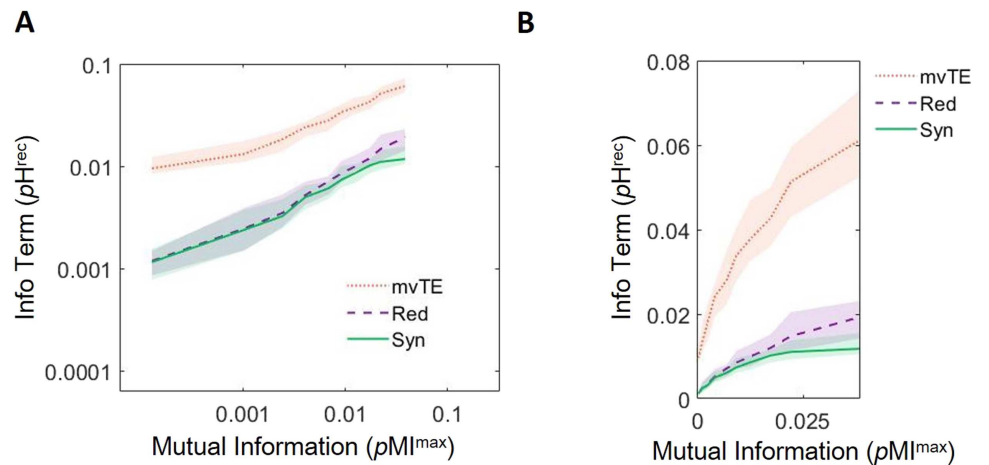 A
Info Term (pHʳᵉᶜ)
0.1
0.01
0.001
0.0001
mvTE
Red
Syn
0.001 0.01 0.1
Mutual Information (pMIᵐᵃˣ)
B
Info Term (pHʳᵉᶜ)
0.08
0.06
0.04
0.02
0
mvTE
Red
Syn
0 0.025
Mutual Information (pMIᵐᵃˣ)